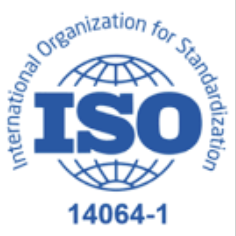 International Organization for Standardization
ISO
14064-1